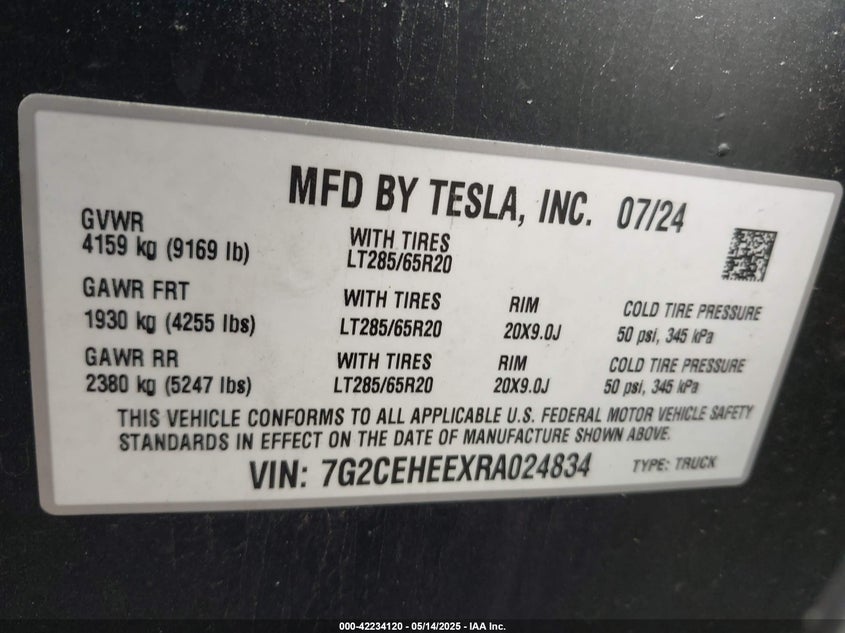 MFD BY TESLA, INC. 07/24
GVWR
4159 kg (9169 lb)
WITH TIRES
LT285/65R20
GAWR FRT
1930 kg (4255 lbs)
WITH TIRES
LT285/65R20
RIM
20X9.0J
COLD TIRE PRESSURE
50 psi, 345 kPa
GAWR RR
2380 kg (5247 lbs)
WITH TIRES
LT285/65R20
RIM
20X9.0J
COLD TIRE PRESSURE
50 psi, 345 kPa
THIS VEHICLE CONFORMS TO ALL APPLICABLE U.S. FEDERAL MOTOR VEHICLE SAFETY
STANDARDS IN EFFECT ON THE DATE OF MANUFACTURE SHOWN ABOVE.
VIN: 7G2CEHEEXRA024834 TYPE: TRUCK
000-42234120 - 05/14/2025 - IAA Inc.